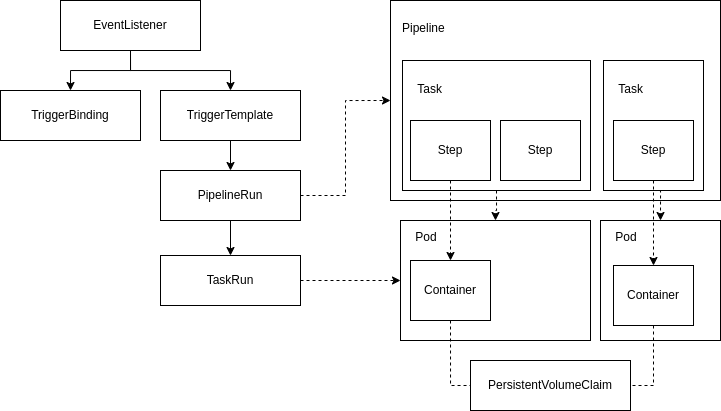 EventListener
TriggerBinding
TriggerTemplate
PipelineRun
TaskRun
Pipeline
Task
Step
Step
Task
Step
Pod
Container
Pod
Container
PersistentVolumeClaim